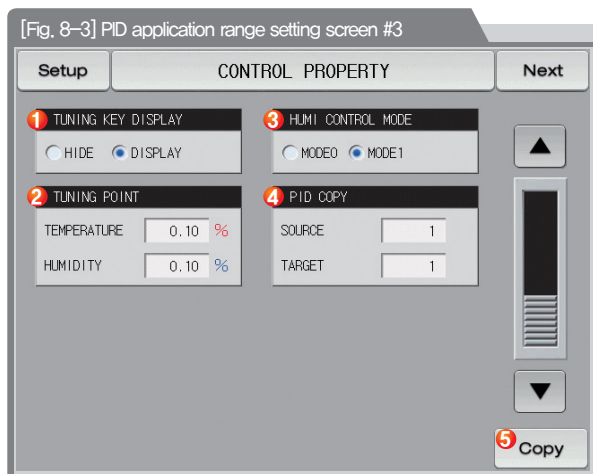 [Fig. 8-3] PID application range setting screen #3
Setup CONTROL PROPERTY Next
1 TUNING KEY DISPLAY
HIDE DISPLAY
2 TUNING POINT
TEMPERATURE 0.10 %
HUMIDITY 0.10 %
3 HUMI CONTROL MODE
MODE0 MODE1
4 PID COPY
SOURCE 1
TARGET 1
5 Copy